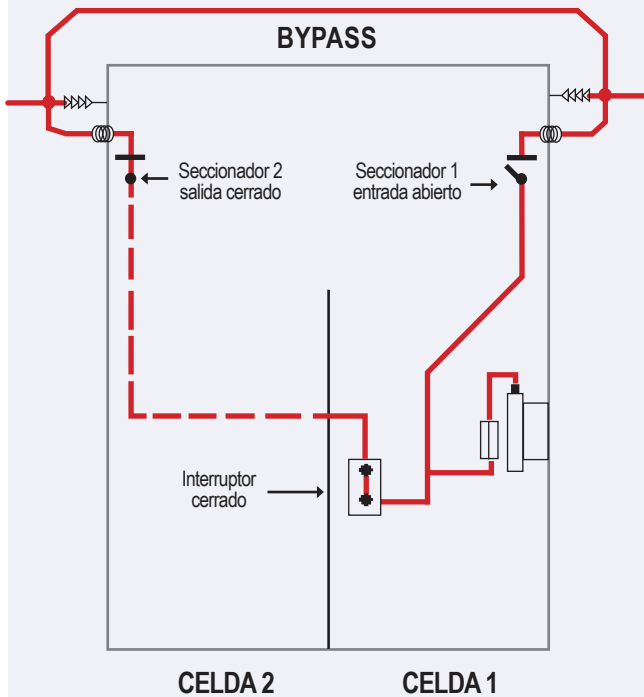 BYPASS
Seccionador 2
salida cerrado
Seccionador 1
entrada abierto
Interruptor
cerrado
CELDA 2
CELDA 1